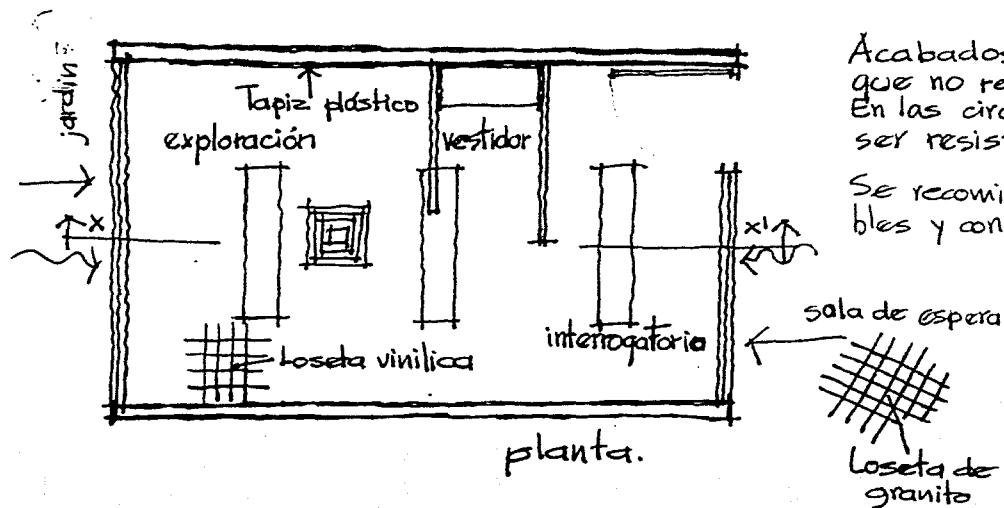 jardín
Tapiz plástico
exploración
vestidor
x
x'
Loseta vinilica
interrogatorio
planta.
Acabados
que no re
En las circ
ser resis
Se recomi
bles y con
sala de espera
Loseta de
granito